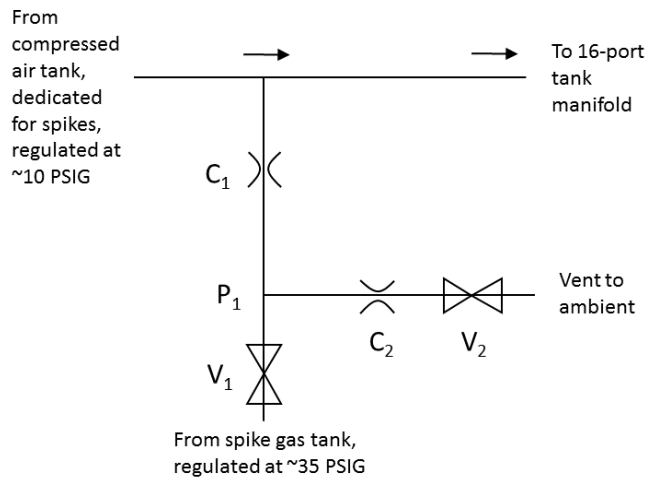 From
compressed
air tank,
dedicated
for spikes,
regulated at
~10 PSIG
To 16-port
tank
manifold
C₁
P₁
C₂
V₂
Vent to
ambient
V₁
From spike gas tank,
regulated at ~35 PSIG